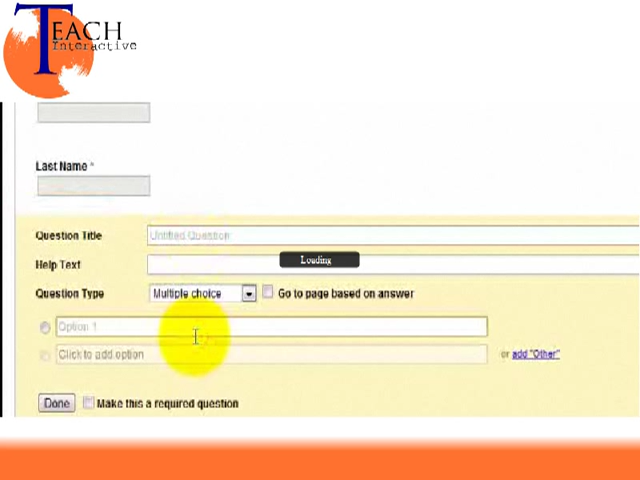 TEACH
Interactive
Last Name *
Question Title Untitled Question
Loading
Help Text
Question Type Multiple choice Go to page based on answer
Option 1
Click to add option or add "Other"
Done Make this a required question